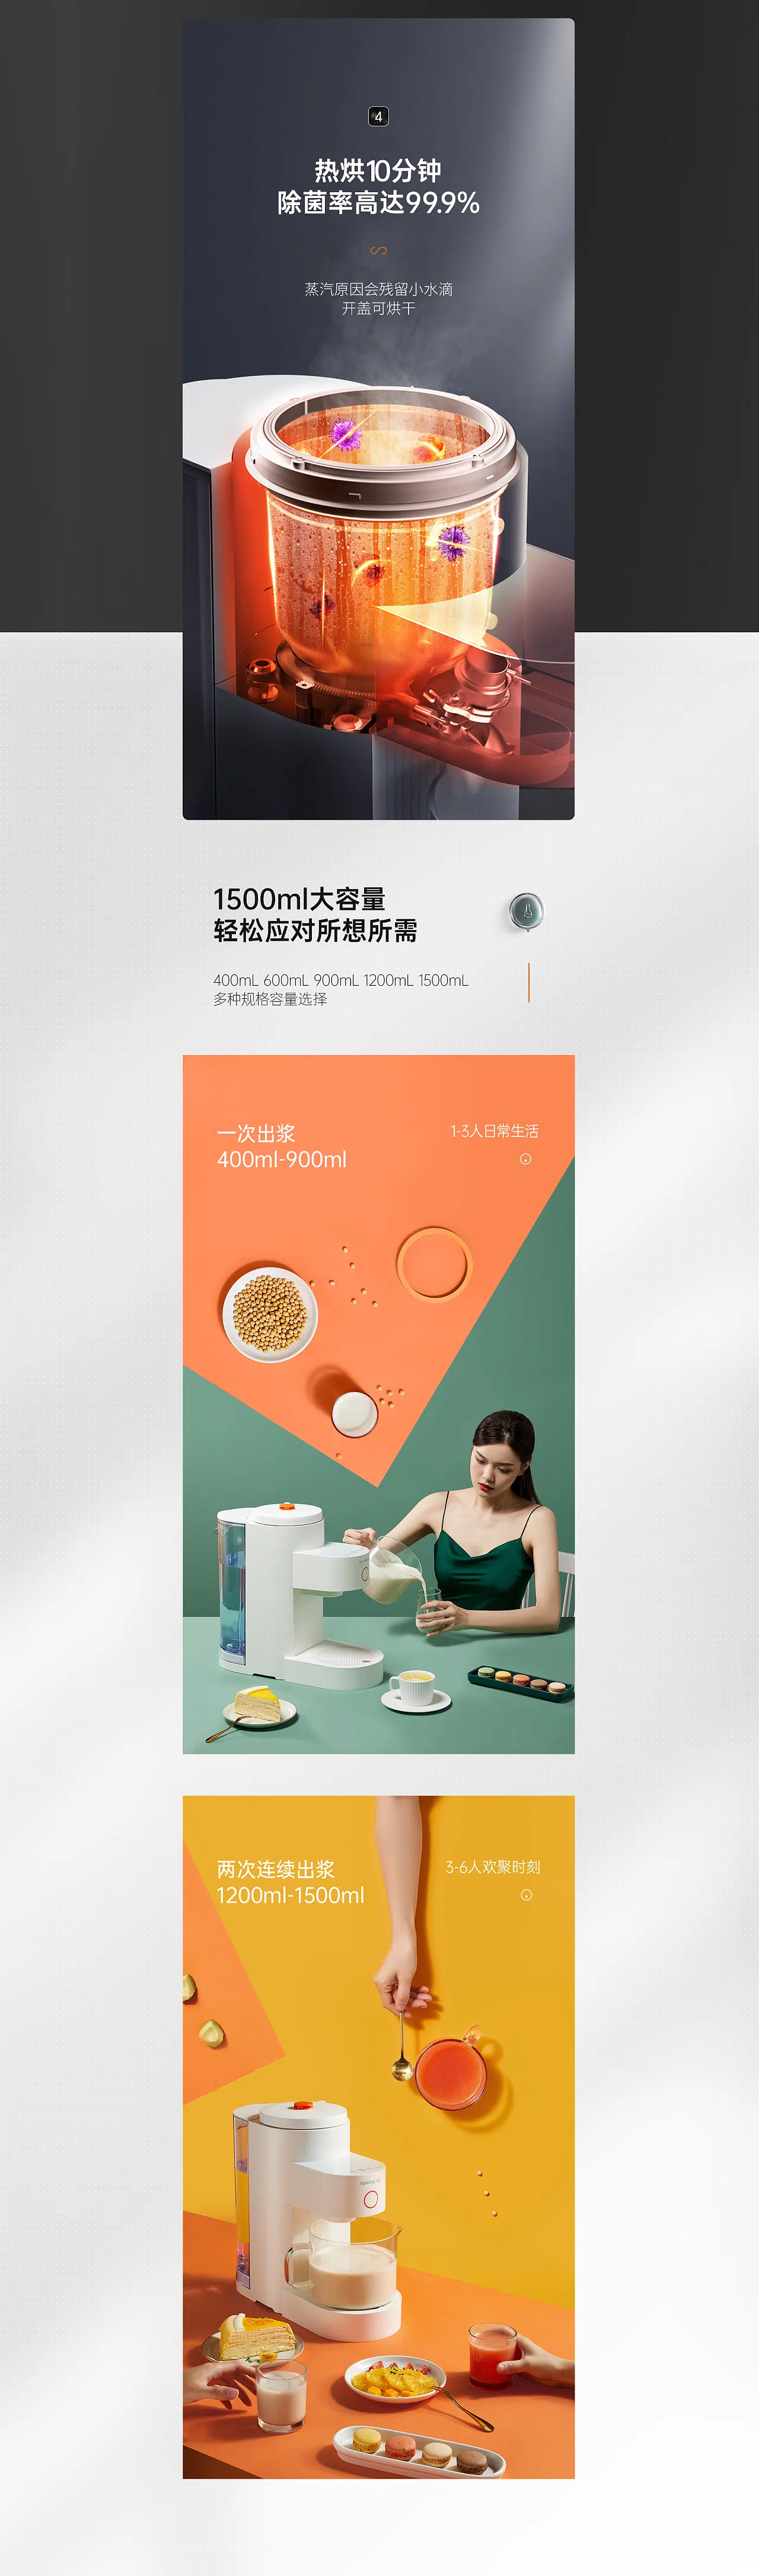 4
热烘10分钟
除菌率高达99.9%
蒸汽原因会残留小水滴
开盖可烘干
1500ml大容量
轻松应对所想所需
400mL 600mL 900mL 1200mL 1500mL
多种规格容量选择
一次出浆
400ml-900ml
1-3人日常生活
两次连续出浆
1200ml-1500ml
3-6人欢聚时刻